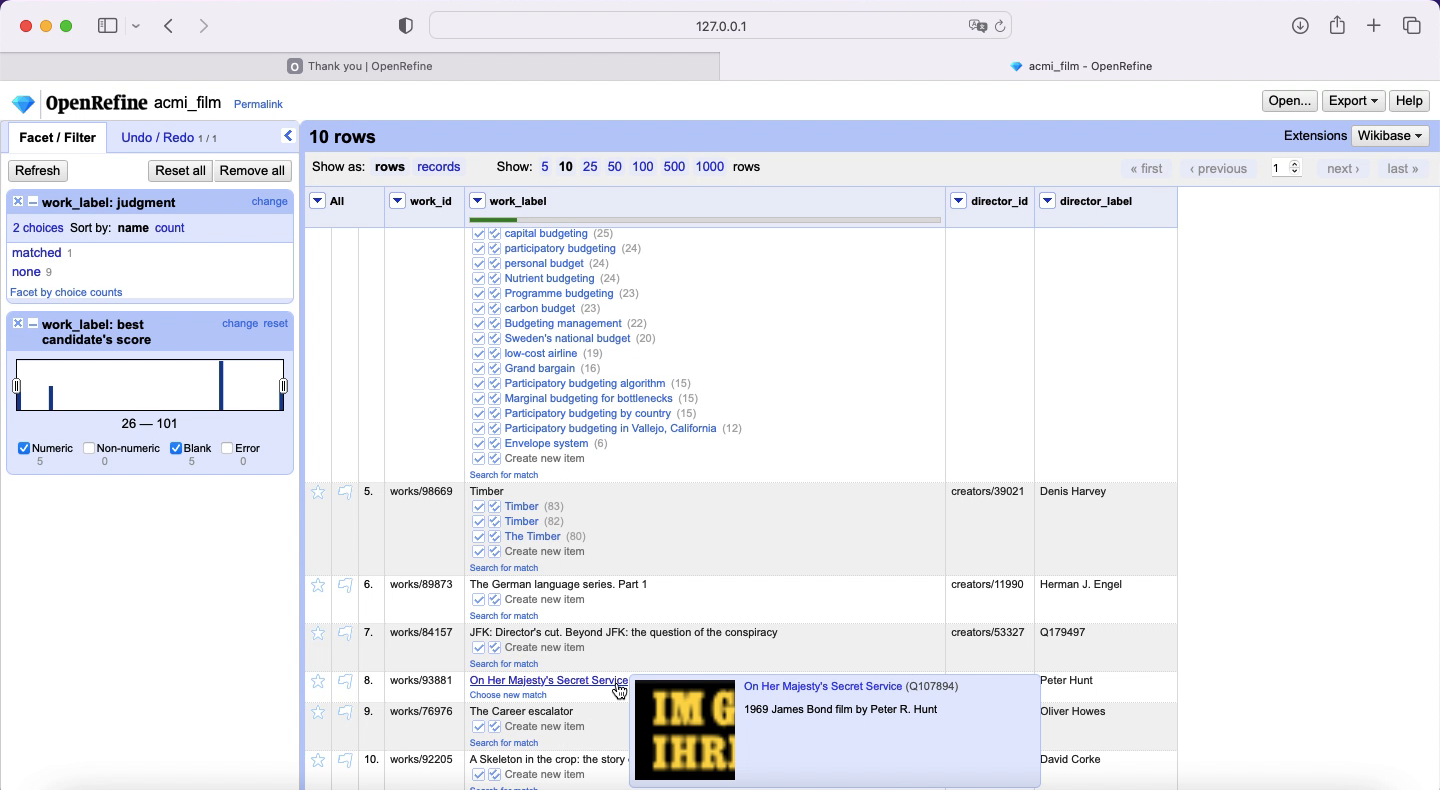 127.0.0.1
Thank you | OpenRefine
acmi_film - OpenRefine
OpenRefine acmi_film Permalink
Open... Export Help
Facet / Filter Undo / Redo 1 / 1
10 rows
Extensions Wikibase
Refresh Reset all Remove all
Show as: rows records Show: 5 10 25 50 100 500 1000 rows
« first ‹ previous 1 next › last »
work_label: judgment change
2 choices Sort by: name count
matched 1
none 9
Facet by choice counts
work_label: best candidate's score change reset
26 — 101
Numeric Non-numeric Blank Error
5 0 5 0
All work_id work_label director_id director_label
capital budgeting (25)
participatory budgeting (24)
personal budget (24)
Nutrient budgeting (24)
Programme budgeting (23)
carbon budget (23)
Budgeting management (22)
Sweden's national budget (20)
low-cost airline (19)
Grand bargain (16)
Participatory budgeting algorithm (15)
Marginal budgeting for bottlenecks (15)
Participatory budgeting by country (15)
Participatory budgeting in Vallejo, California (12)
Envelope system (6)
Create new item
Search for match
5. works/98669 Timber creators/39021 Denis Harvey
Timber (83)
Timber (82)
The Timber (80)
Create new item
Search for match
6. works/89873 The German language series. Part 1 creators/11990 Herman J. Engel
Create new item
Search for match
7. works/84157 JFK: Director's cut. Beyond JFK: the question of the conspiracy creators/53327 Q179497
Create new item
Search for match
8. works/93881 On Her Majesty's Secret Service Peter Hunt
Choose new match
On Her Majesty's Secret Service (Q107894)
1969 James Bond film by Peter R. Hunt
IM G
IHR
9. works/76976 The Career escalator Oliver Howes
Create new item
Search for match
10. works/92205 A Skeleton in the crop: the story David Corke
Create new item